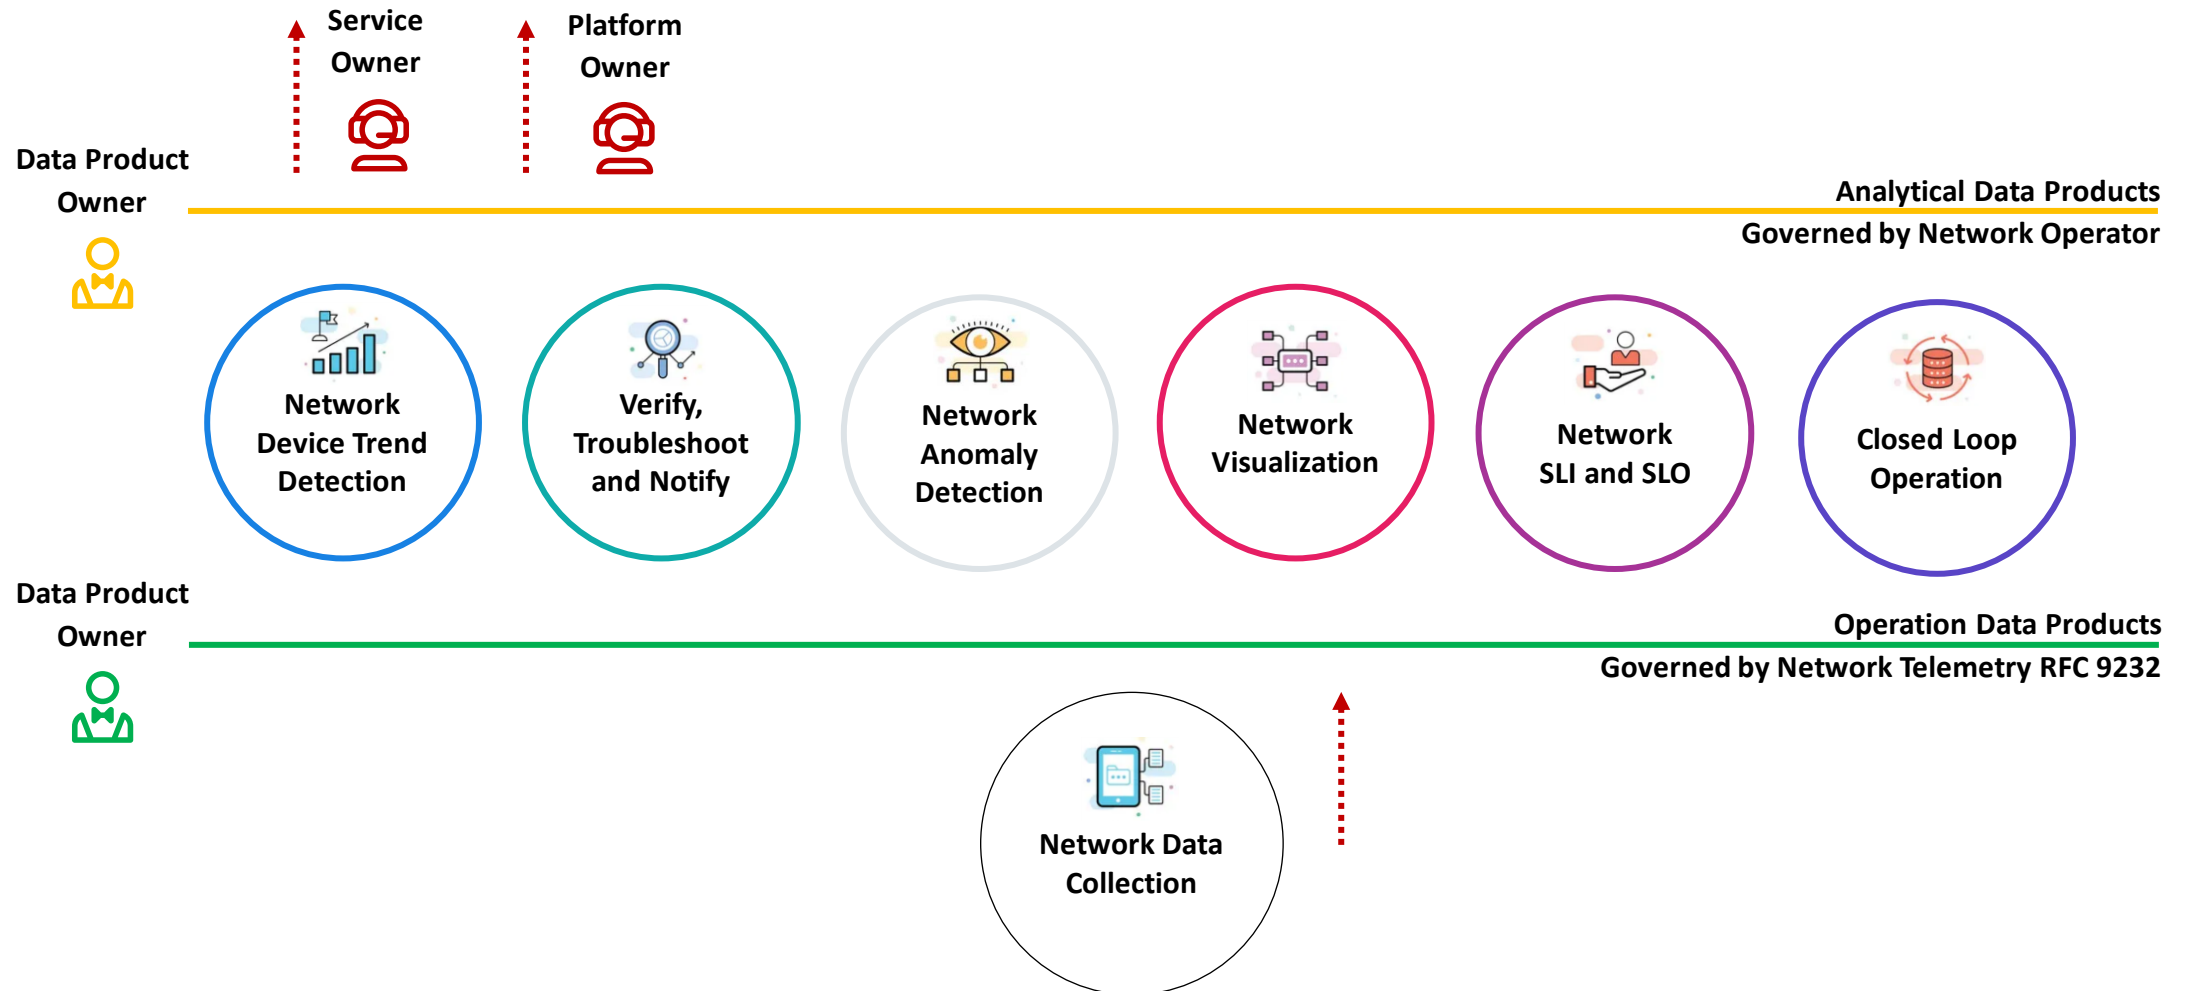 Service
Owner
Platform
Owner
Data Product
Owner
Analytical Data Products
Governed by Network Operator
Network
Device Trend
Detection
Verify,
Troubleshoot
and Notify
Network
Anomaly
Detection
Network
Visualization
Network
SLI and SLO
Closed Loop
Operation
Data Product
Owner
Operation Data Products
Governed by Network Telemetry RFC 9232
Network Data
Collection